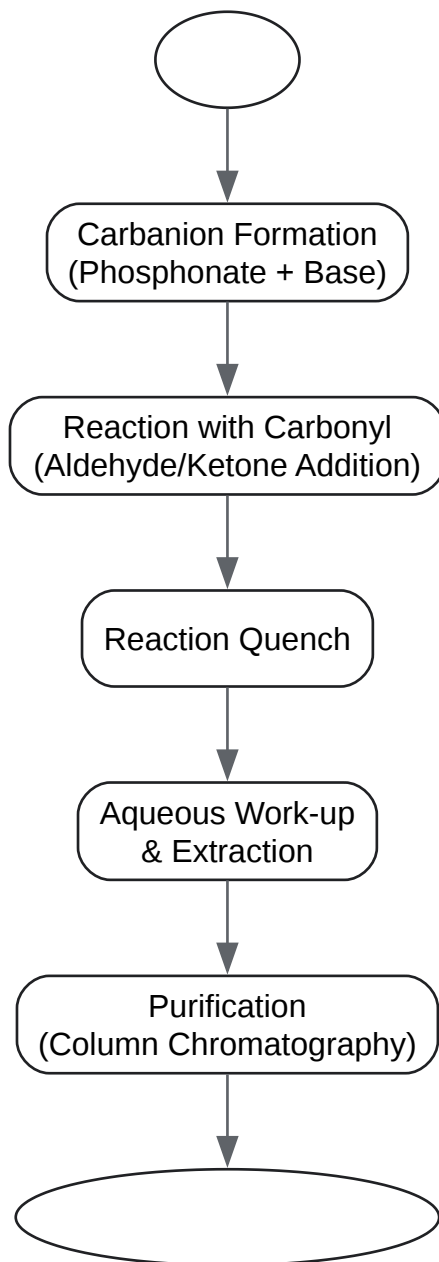 Carbanion Formation
(Phosphonate + Base)
Reaction with Carbonyl
(Aldehyde/Ketone Addition)
Reaction Quench
Aqueous Work-up
& Extraction
Purification
(Column Chromatography)